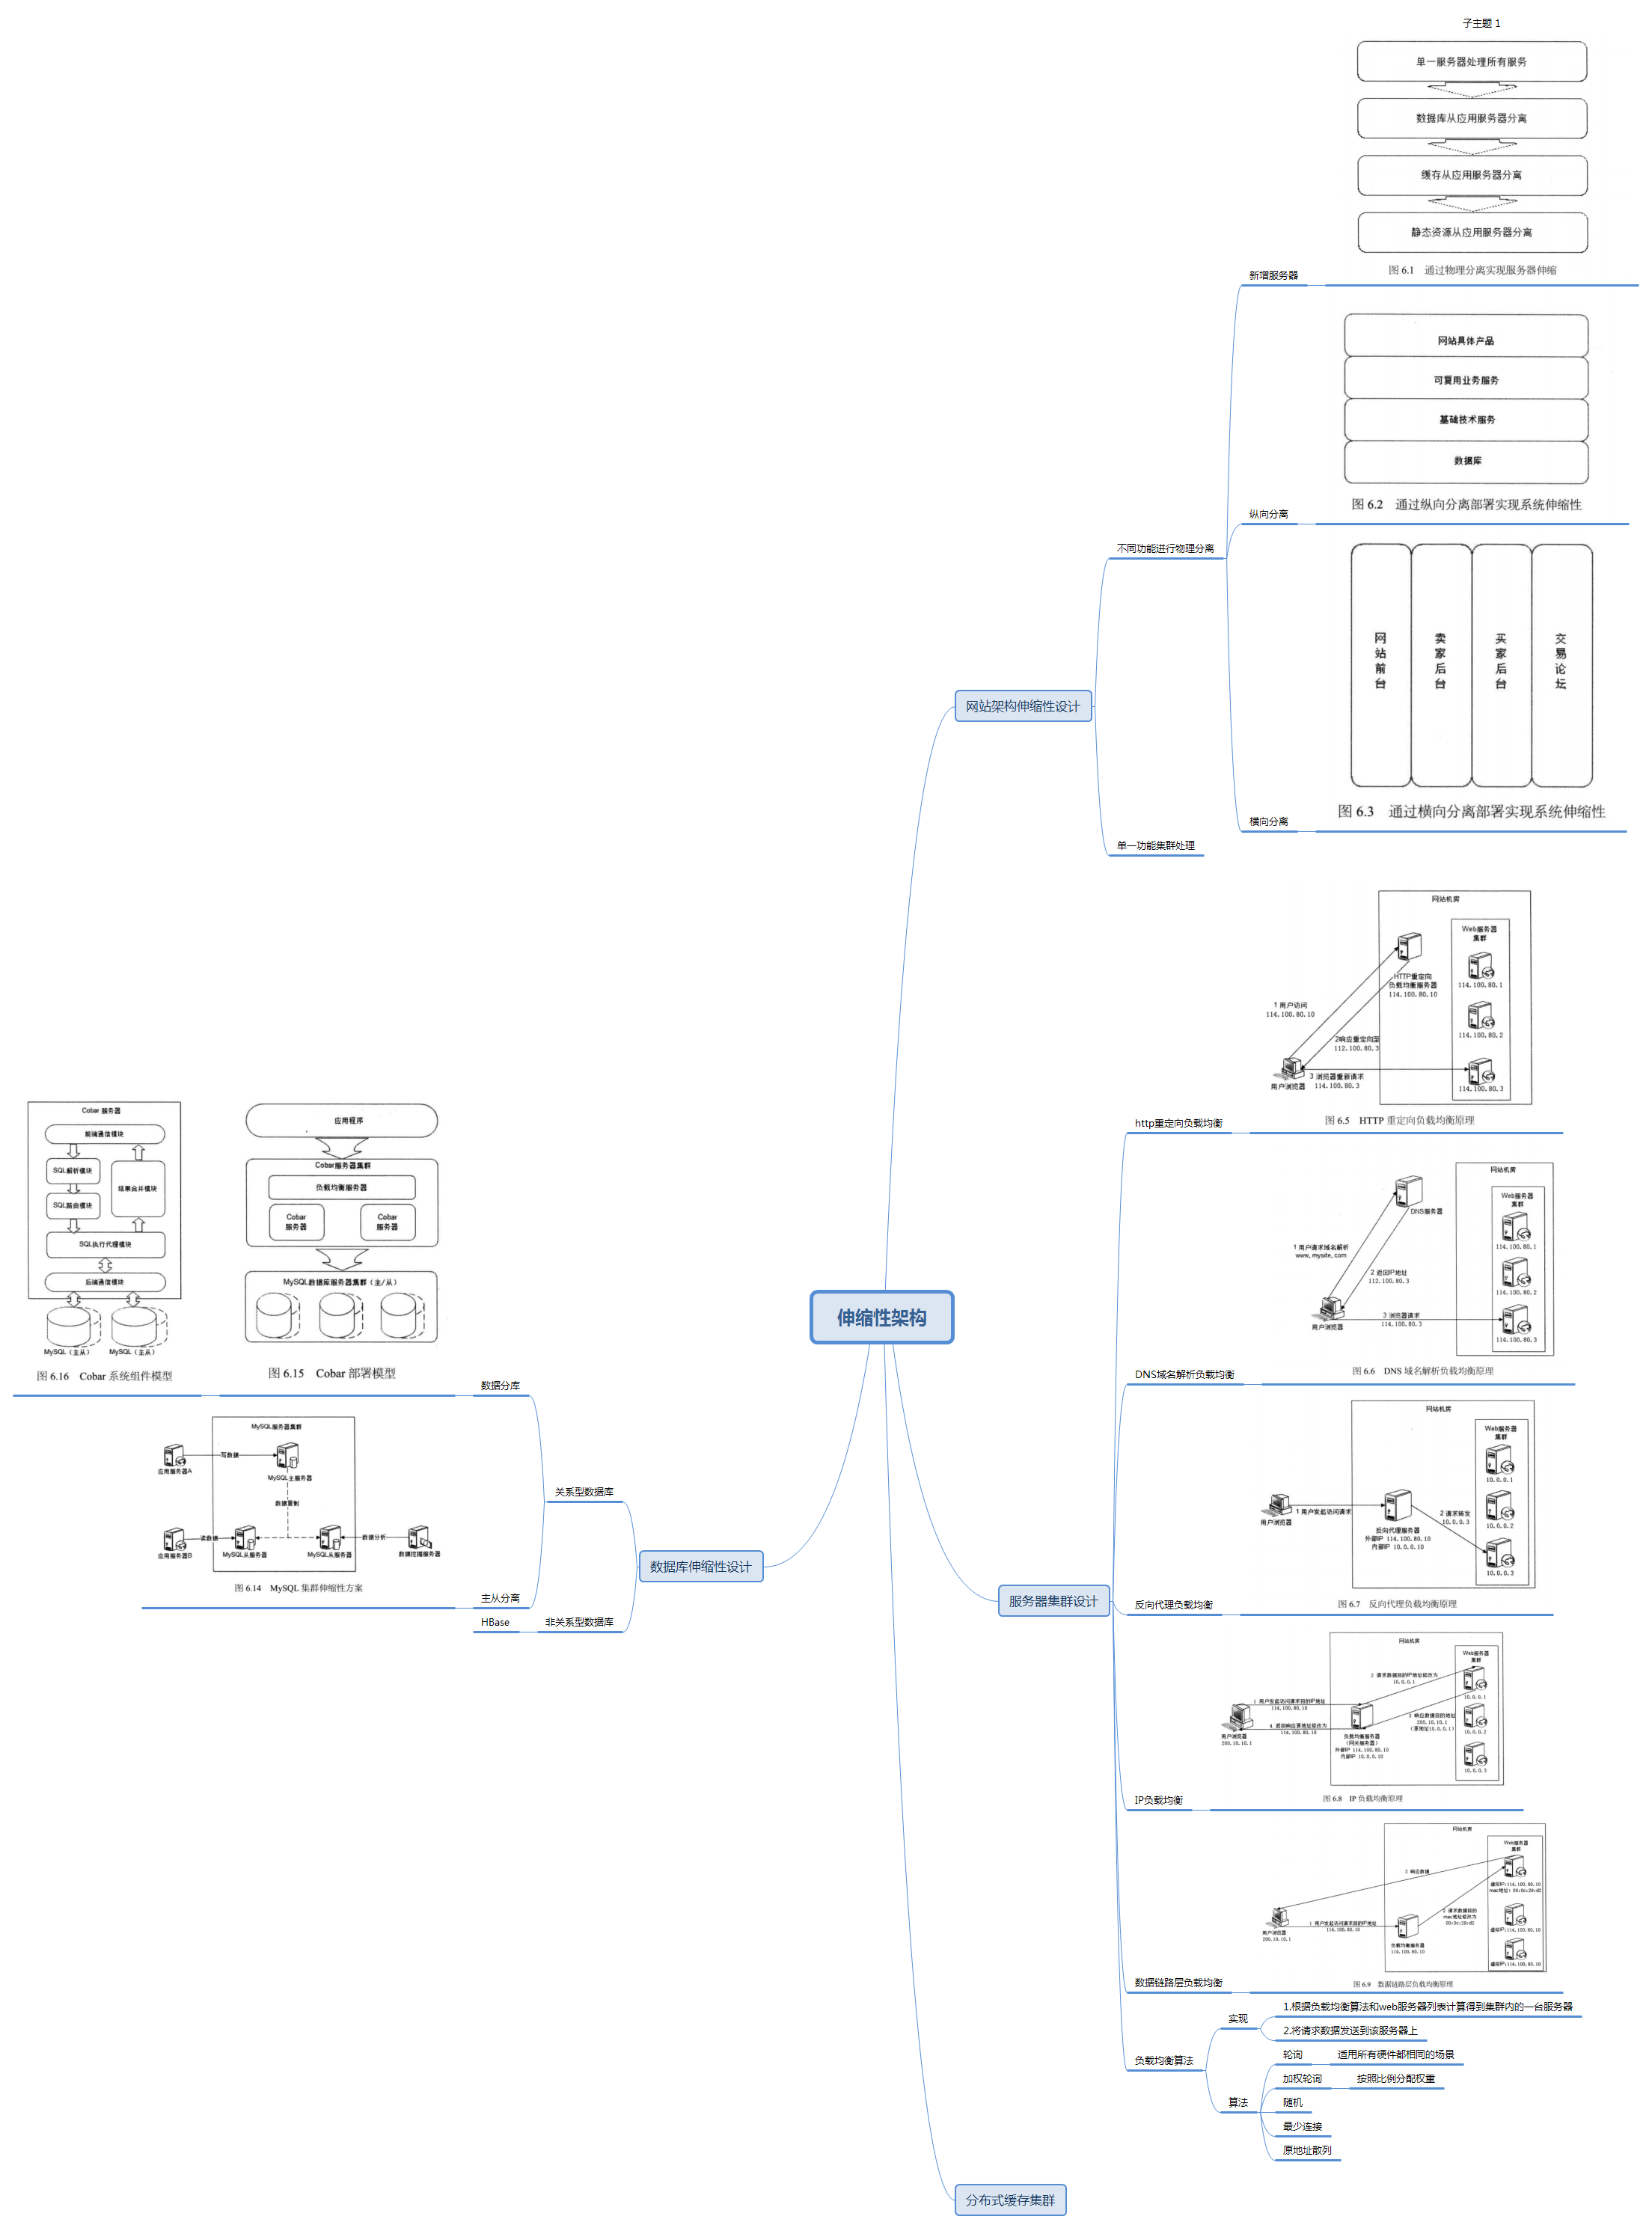 伸缩性架构
网站架构伸缩性设计
不同功能进行物理分离
新增服务器
子主题 1
单一服务器处理所有服务
数据库从应用服务器分离
缓存从应用服务器分离
静态资源从应用服务器分离
图 6.1 通过物理分离实现服务器伸缩
纵向分离
网站具体产品
可复用业务服务
基础技术服务
数据库
图 6.2 通过纵向分离部署实现系统伸缩性
横向分离
网站前台
卖家后台
买家后台
交易论坛
图 6.3 通过横向分离部署实现系统伸缩性
单一功能集群处理
服务器集群设计
http重定向负载均衡
网站机房
Web服务器
集群
114.100.80.1
114.100.80.2
114.100.80.3
HTTP重定向
负载均衡服务器
114.100.80.10
1 用户访问
114.100.80.10
2响应重定向至
112.100.80.3
3 浏览器重新请求
114.100.80.3
用户浏览器
图 6.5 HTTP 重定向负载均衡原理
DNS域名解析负载均衡
网站机房
Web服务器
集群
114.100.80.1
114.100.80.2
114.100.80.3
DNS服务器
1 用户请求域名解析
www.mysite.com
2 返回IP地址
112.100.80.3
3 浏览器请求
114.100.80.3
用户浏览器
图 6.6 DNS 域名解析负载均衡原理
反向代理负载均衡
网站机房
Web服务器
集群
10.0.0.1
10.0.0.2
10.0.0.3
1 用户发起访问请求
2 请求转发
10.0.0.3
用户浏览器
反向代理服务器
外部IP 114.100.80.10
内部IP 10.0.0.10
图 6.7 反向代理负载均衡原理
IP负载均衡
网站机房
Web服务器
集群
10.0.0.1
10.0.0.2
10.0.0.3
2 请求数据目的IP地址修改为
10.0.0.1
1 用户发起访问请求目的IP地址
114.100.80.10
3 响应数据目的地址
200.10.10.1
(原地址10.0.0.1)
4 返回响应原地址修改为
114.100.80.10
用户浏览器
200.10.10.1
负载均衡服务器
(网关服务器)
外部IP 114.100.80.10
内部IP 10.0.0.10
图 6.8 IP 负载均衡原理
数据链路层负载均衡
网站机房
Web服务器
集群
3 响应数据
虚拟IP:114.100.80.10
mac地址: 00:0c:29:d2
2 请求数据目的
mac地址修改为
00:0c:29:d2
虚拟IP:114.100.80.10
虚拟IP:114.100.80.10
1 用户发起访问请求目的IP地址
114.100.80.10
用户浏览器
200.10.10.1
负载均衡服务器
114.100.80.10
图 6.9 数据链路层负载均衡原理
负载均衡算法
实现
1.根据负载均衡算法和web服务器列表计算得到集群内的一台服务器
2.将请求数据发送到该服务器上
算法
轮询
适用所有硬件都相同的场景
加权轮询
按照比例分配权重
随机
最少连接
原地址散列
分布式缓存集群
数据库伸缩性设计
关系型数据库
数据分库
应用程序
Cobar服务器集群
负载均衡服务器
Cobar
服务器
Cobar
服务器
MySQL数据库服务器集群(主/从)
图 6.15 Cobar 部署模型
Cobar 服务器
前端通信模块
SQL解析模块
SQL路由模块
结果合并模块
SQL执行代理模块
后端通信模块
MySQL(主从)
MySQL(主从)
图 6.16 Cobar 系统组件模型
主从分离
MySQL服务器集群
应用服务器A
写数据
MySQL主服务器
数据复制
应用服务器B
读数据
MySQL从服务器
MySQL从服务器
数据分析
数据挖掘服务器
图 6.14 MySQL 集群伸缩性方案
非关系型数据库
HBase